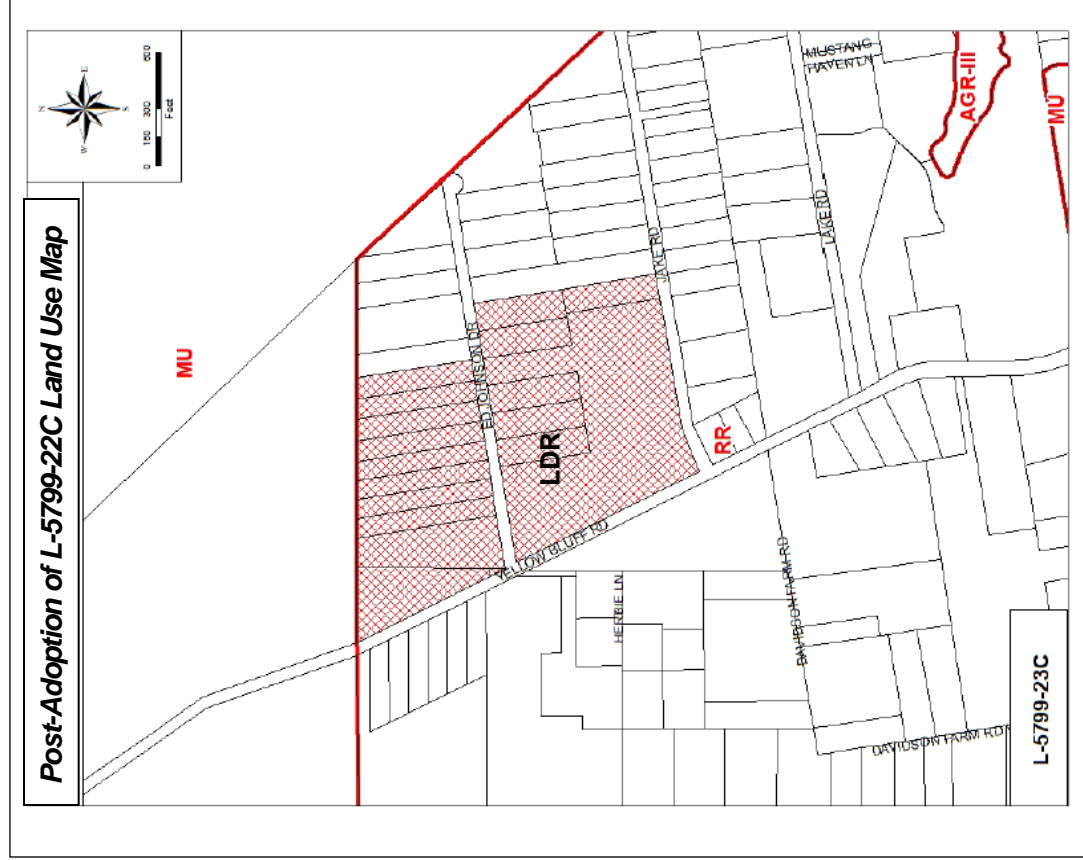 Post-Adoption of L-5799-22C Land Use Map
N
W
E
S
0 150 300 600
Feet
MU
ED JOHNSON DR
LDR
YELLOW BLUFF RD
JAKE RD
RR
HERBIE LN
LAKE RD
MUSTANG
HAVEN LN
AGR-III
MU
DAVIDSON FARM RD
DAVIDSON FARM RD
L-5799-23C